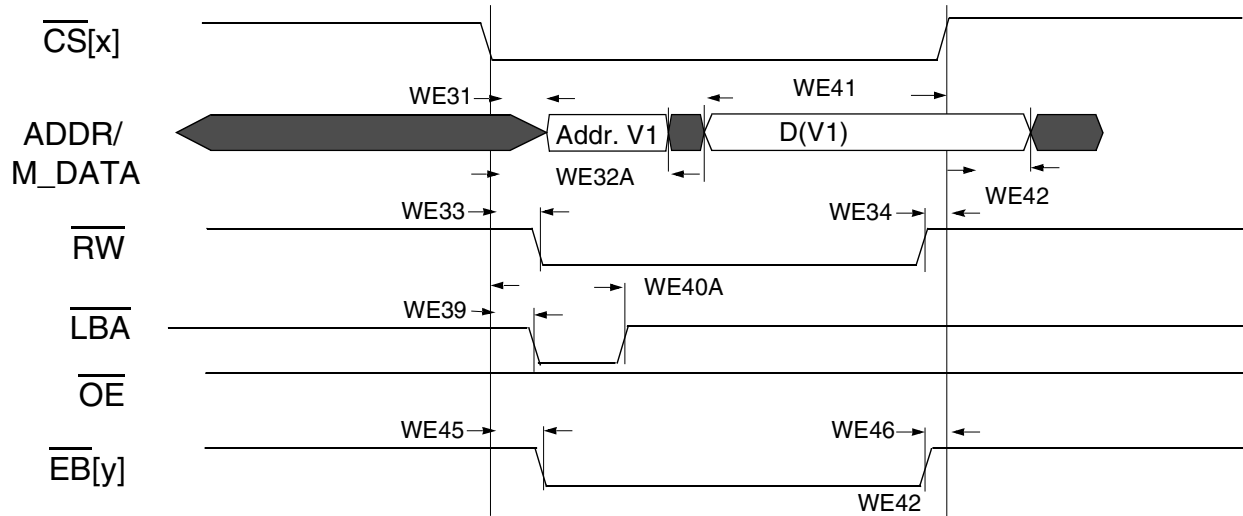 CS[x]
WE31
WE41
ADDR/
M_DATA
Addr. V1
D(V1)
WE32A
WE42
WE33
WE34
RW
WE40A
WE39
LBA
OE
WE45
WE46
EB[y]
WE42